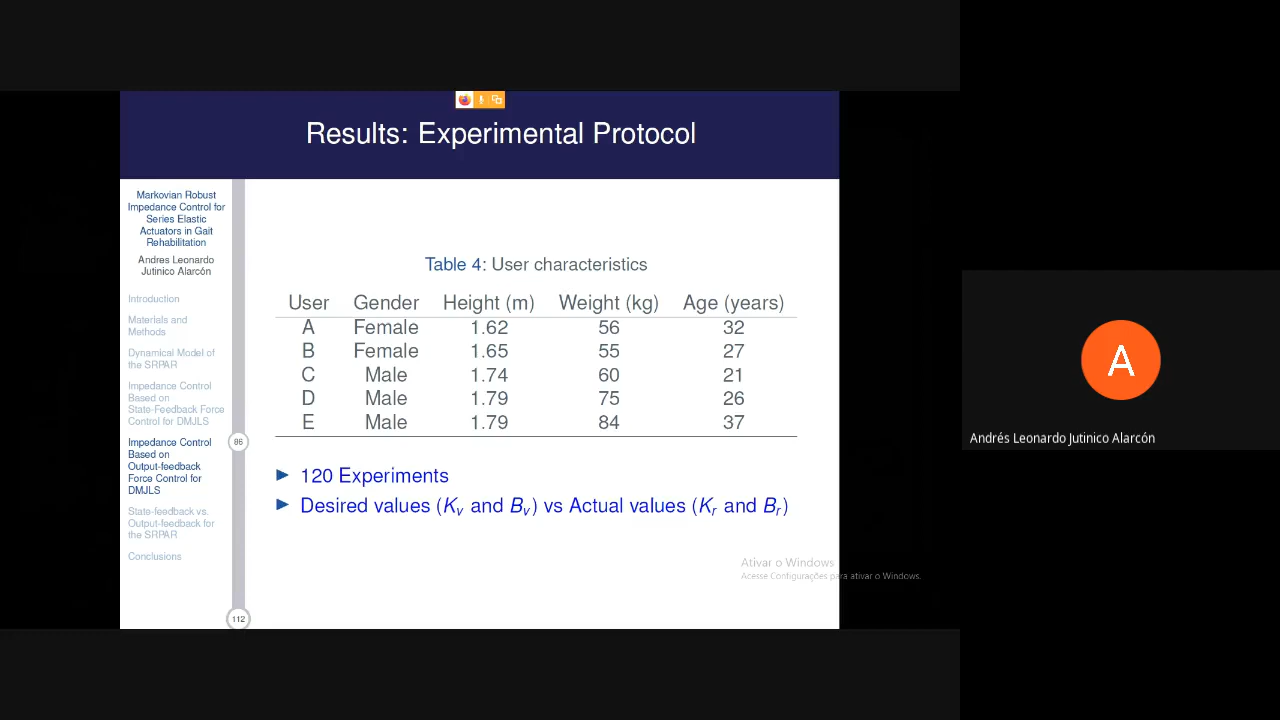 Results: Experimental Protocol
Markovian Robust
Impedance Control for
Series Elastic
Actuators in Gait
Rehabilitation
Andres Leonardo
Jutinico Alarcón
Introduction
Materials and
Methods
Dynamical Model of
the SRPAR
Impedance Control
Based on
State-Feedback Force
Control for DMJLS
Impedance Control
Based on
Output-feedback
Force Control for
DMJLS
State-feedback vs.
Output-feedback for
the SRPAR
Conclusions
86
112
Table 4: User characteristics
User Gender Height (m) Weight (kg) Age (years)
A Female 1.62 56 32
B Female 1.65 55 27
C Male 1.74 60 21
D Male 1.79 75 26
E Male 1.79 84 37
► 120 Experiments
► Desired values (Kv and Bv) vs Actual values (Kr and Br)
Ativar o Windows
Acesse Configurações para ativar o Windows.
A
Andrés Leonardo Jutinico Alarcón